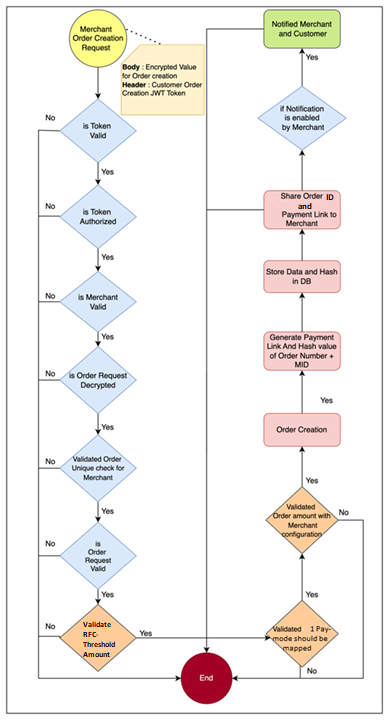 Merchant
Order Creation
Request
Body : Encrypted Value
for Order creation
Header : Customer Order
Creation JWT Token
No
is Token
Valid
Yes
No
is Token
Authorized
Yes
No
is Merchant
Valid
Yes
No
is Order Request
Decrypted
Yes
No
Validated Order
Unique check for
Merchant
Yes
No
is
Order
Request
Valid
Yes
No
Validate
RFC-
Threshold
Amount
Yes
Notified Merchant
and Customer
Yes
if Notification
is enabled
by Merchant
Share Order ID
and
Payment Link to
Merchant
Store Data and Hash
in DB
Generate Payment
Link And Hash value
of Order Number +
MID
Yes
Order Creation
Yes
Validated
Order amount with
Merchant
configuration
No
Yes
Validated 1 Pay-
mode should be
mapped
No
End